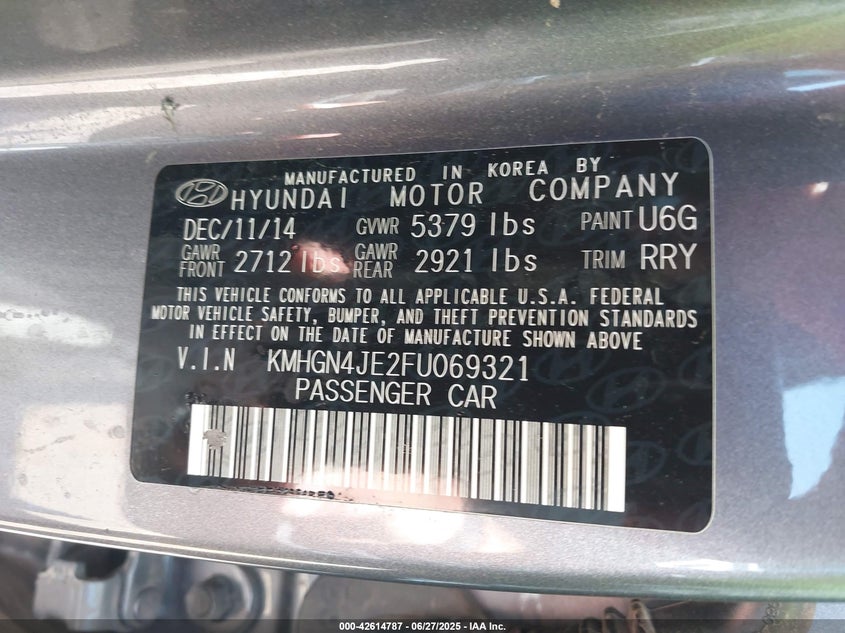 MANUFACTURED IN KOREA BY
HYUNDAI MOTOR COMPANY
DEC/11/14 GVWR 5379 lbs PAINT U6G
GAWR FRONT 2712 lbs GAWR REAR 2921 lbs TRIM RRY
THIS VEHICLE CONFORMS TO ALL APPLICABLE U.S.A. FEDERAL
MOTOR VEHICLE SAFETY, BUMPER, AND THEFT PREVENTION STANDARDS
IN EFFECT ON THE DATE OF MANUFACTURE SHOWN ABOVE
V.I.N KMHGN4JE2FU069321
PASSENGER CAR
000-42614787 - 06/27/2025 - IAA Inc.